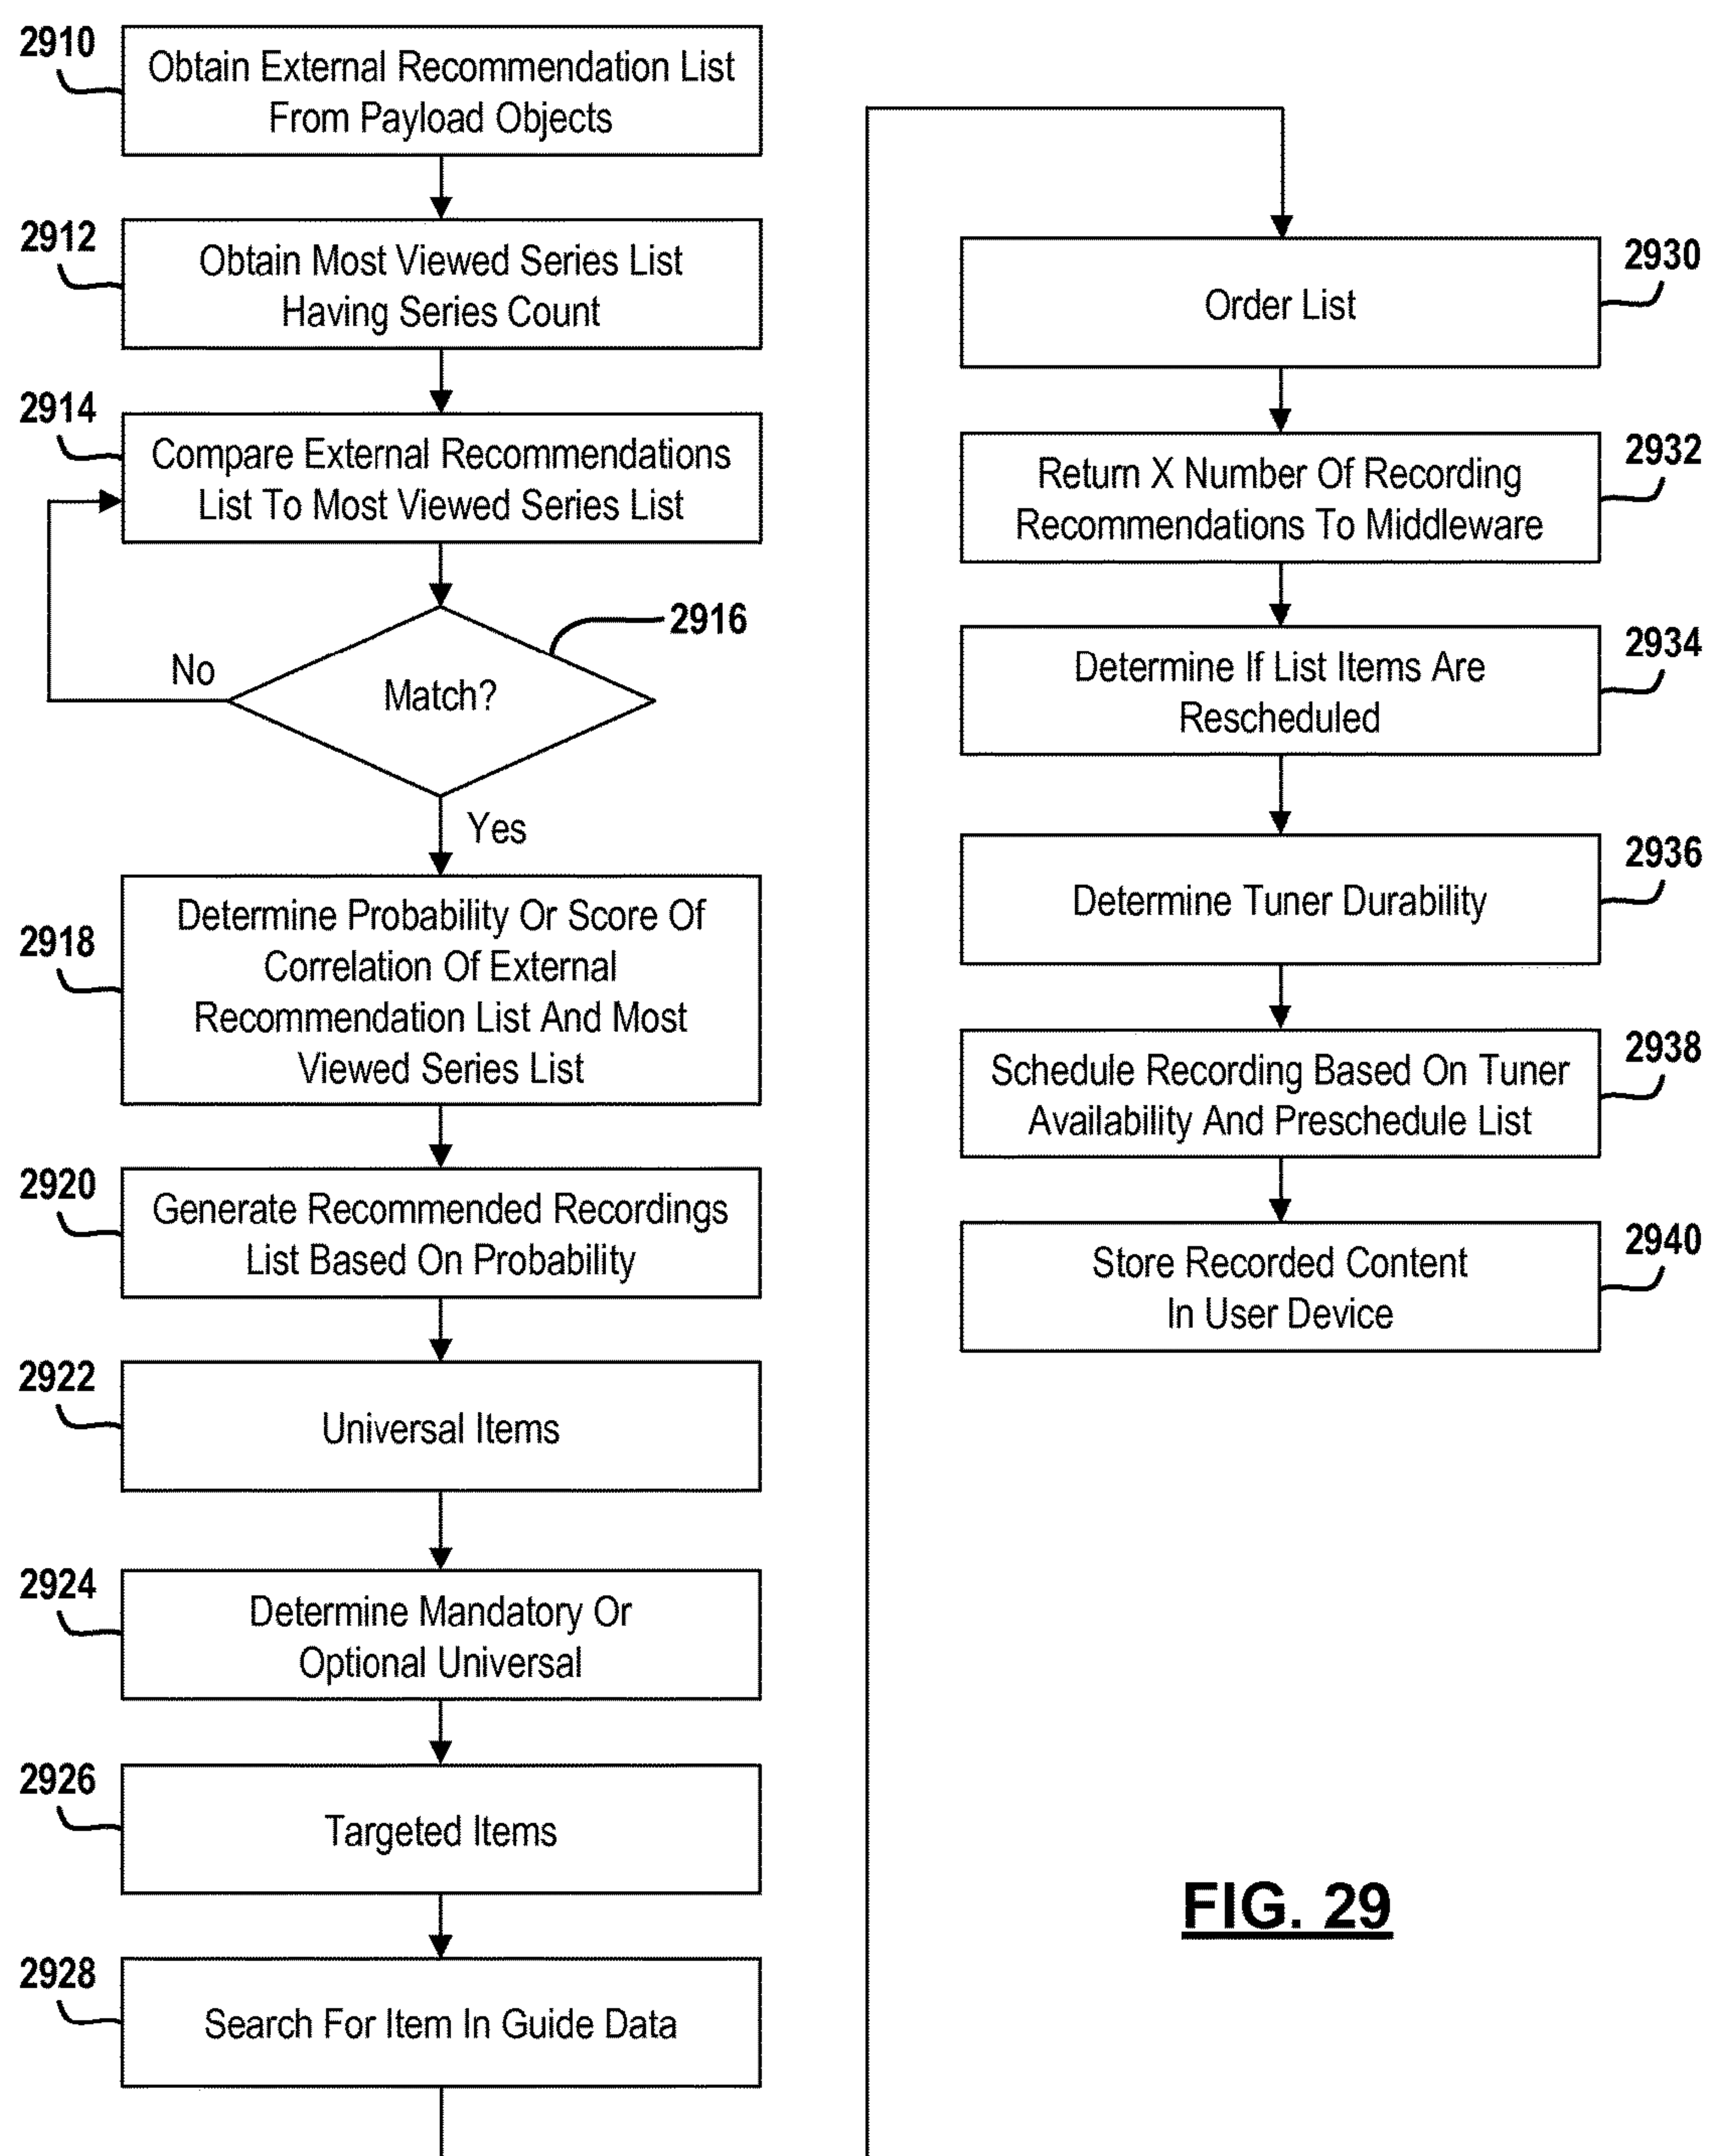 2910
Obtain External Recommendation List
From Payload Objects
2912
Obtain Most Viewed Series List
Having Series Count
2914
Compare External Recommendations
List To Most Viewed Series List
2916
Match?
No
Yes
2918
Determine Probability Or Score Of
Correlation Of External
Recommendation List And Most
Viewed Series List
2920
Generate Recommended Recordings
List Based On Probability
2922
Universal Items
2924
Determine Mandatory Or
Optional Universal
2926
Targeted Items
2928
Search For Item In Guide Data
2930
Order List
2932
Return X Number Of Recording
Recommendations To Middleware
2934
Determine If List Items Are
Rescheduled
2936
Determine Tuner Durability
2938
Schedule Recording Based On Tuner
Availability And Preschedule List
2940
Store Recorded Content
In User Device
FIG. 29